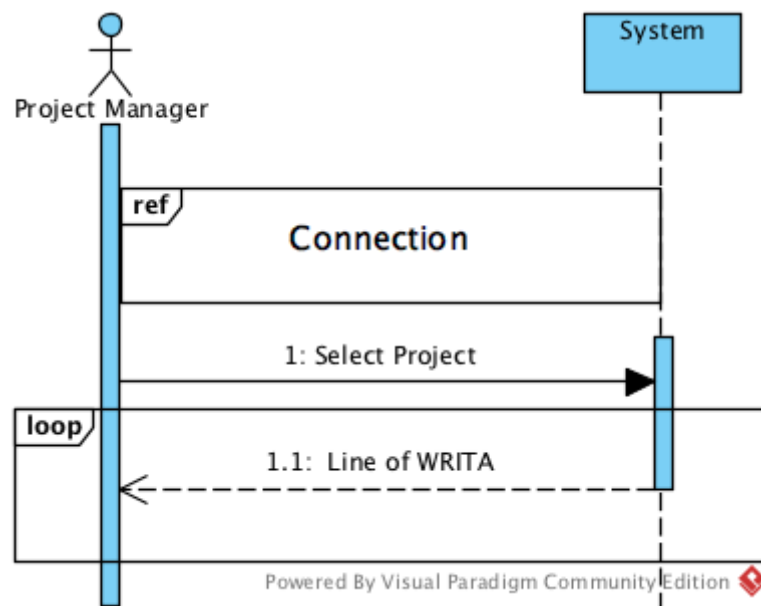 System
Project Manager
ref
Connection
1: Select Project
loop
1.1: Line of WRITA
Powered By Visual Paradigm Community Edition